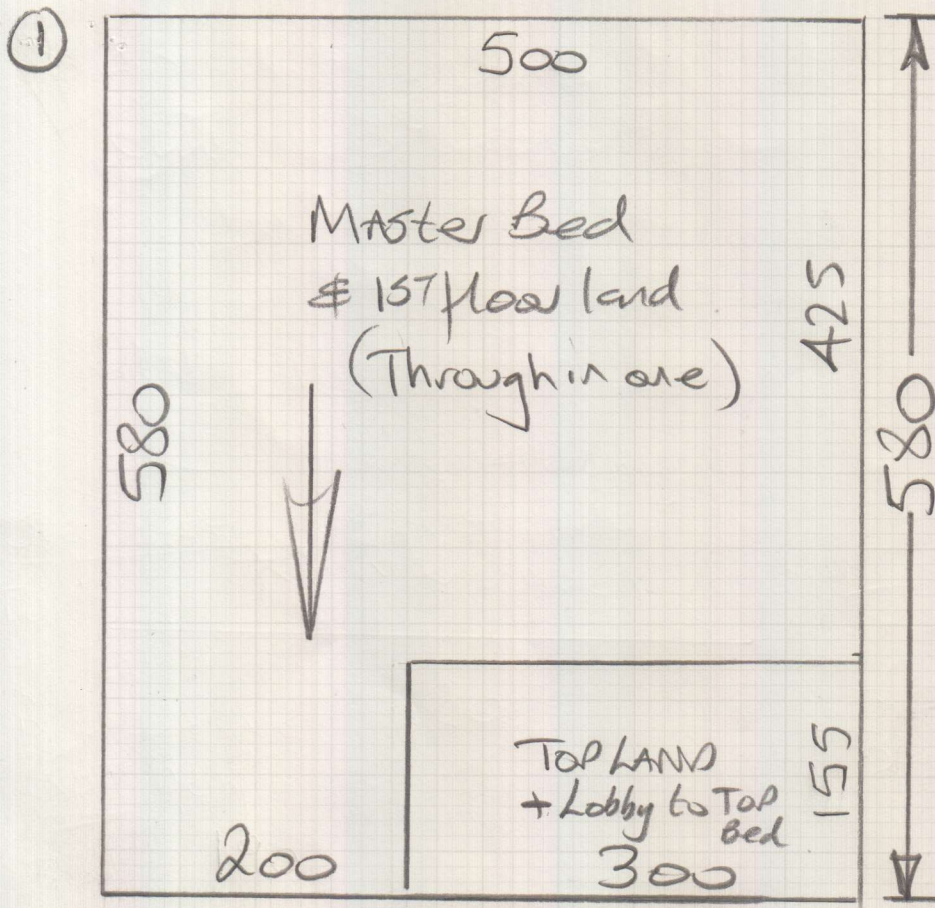 ①
500
Master Bed
& 1ST floor land
(Through in one)
425
580
580
TOP LAND
+ Lobby to Top
Bed
155
200
300